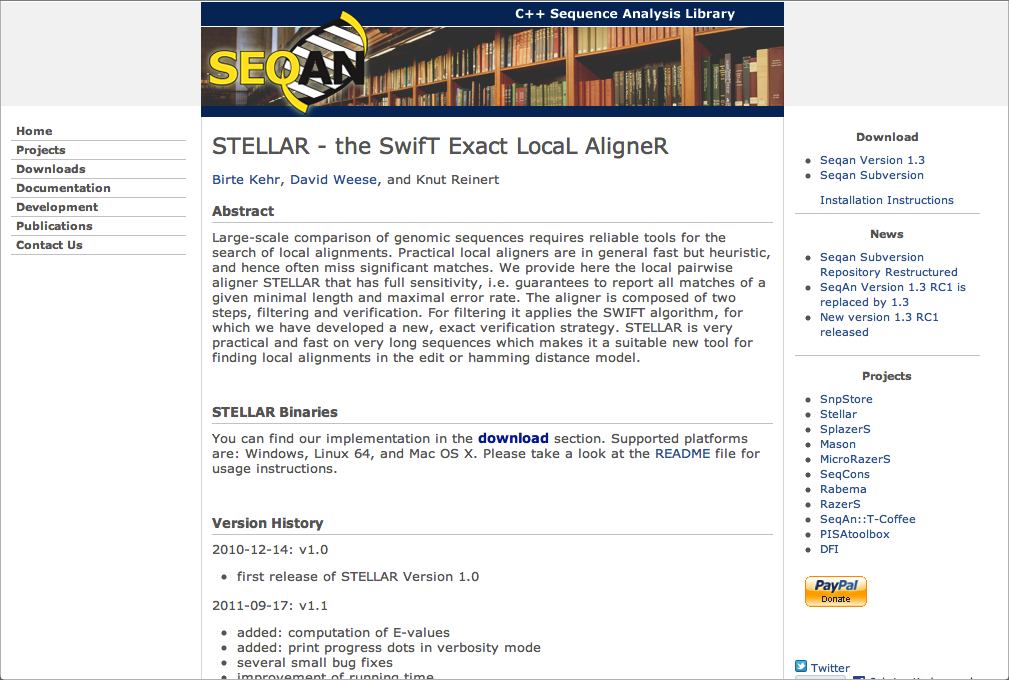 C++ Sequence Analysis Library
SEQAN
Home
Projects
Downloads
Documentation
Development
Publications
Contact Us
STELLAR - the SwifT Exact LocaL AligneR
Birte Kehr, David Weese, and Knut Reinert
Abstract
Large-scale comparison of genomic sequences requires reliable tools for the
search of local alignments. Practical local aligners are in general fast but heuristic,
and hence often miss significant matches. We provide here the local pairwise
aligner STELLAR that has full sensitivity, i.e. guarantees to report all matches of a
given minimal length and maximal error rate. The aligner is composed of two
steps, filtering and verification. For filtering it applies the SWIFT algorithm, for
which we have developed a new, exact verification strategy. STELLAR is very
practical and fast on very long sequences which makes it a suitable new tool for
finding local alignments in the edit or hamming distance model.
STELLAR Binaries
You can find our implementation in the download section. Supported platforms
are: Windows, Linux 64, and Mac OS X. Please take a look at the README file for
usage instructions.
Version History
2010-12-14: v1.0
• first release of STELLAR Version 1.0
2011-09-17: v1.1
• added: computation of E-values
• added: print progress dots in verbosity mode
• several small bug fixes
• improvement of running time
Download
• Seqan Version 1.3
• Seqan Subversion
Installation Instructions
News
• Seqan Subversion
Repository Restructured
• SeqAn Version 1.3 RC1 is
replaced by 1.3
• New version 1.3 RC1
released
Projects
• SnpStore
• Stellar
• SplazerS
• Mason
• MicroRazerS
• SeqCons
• Rabema
• RazerS
• SeqAn::T-Coffee
• PISAtoolbox
• DFI
PayPal
Donate
Twitter